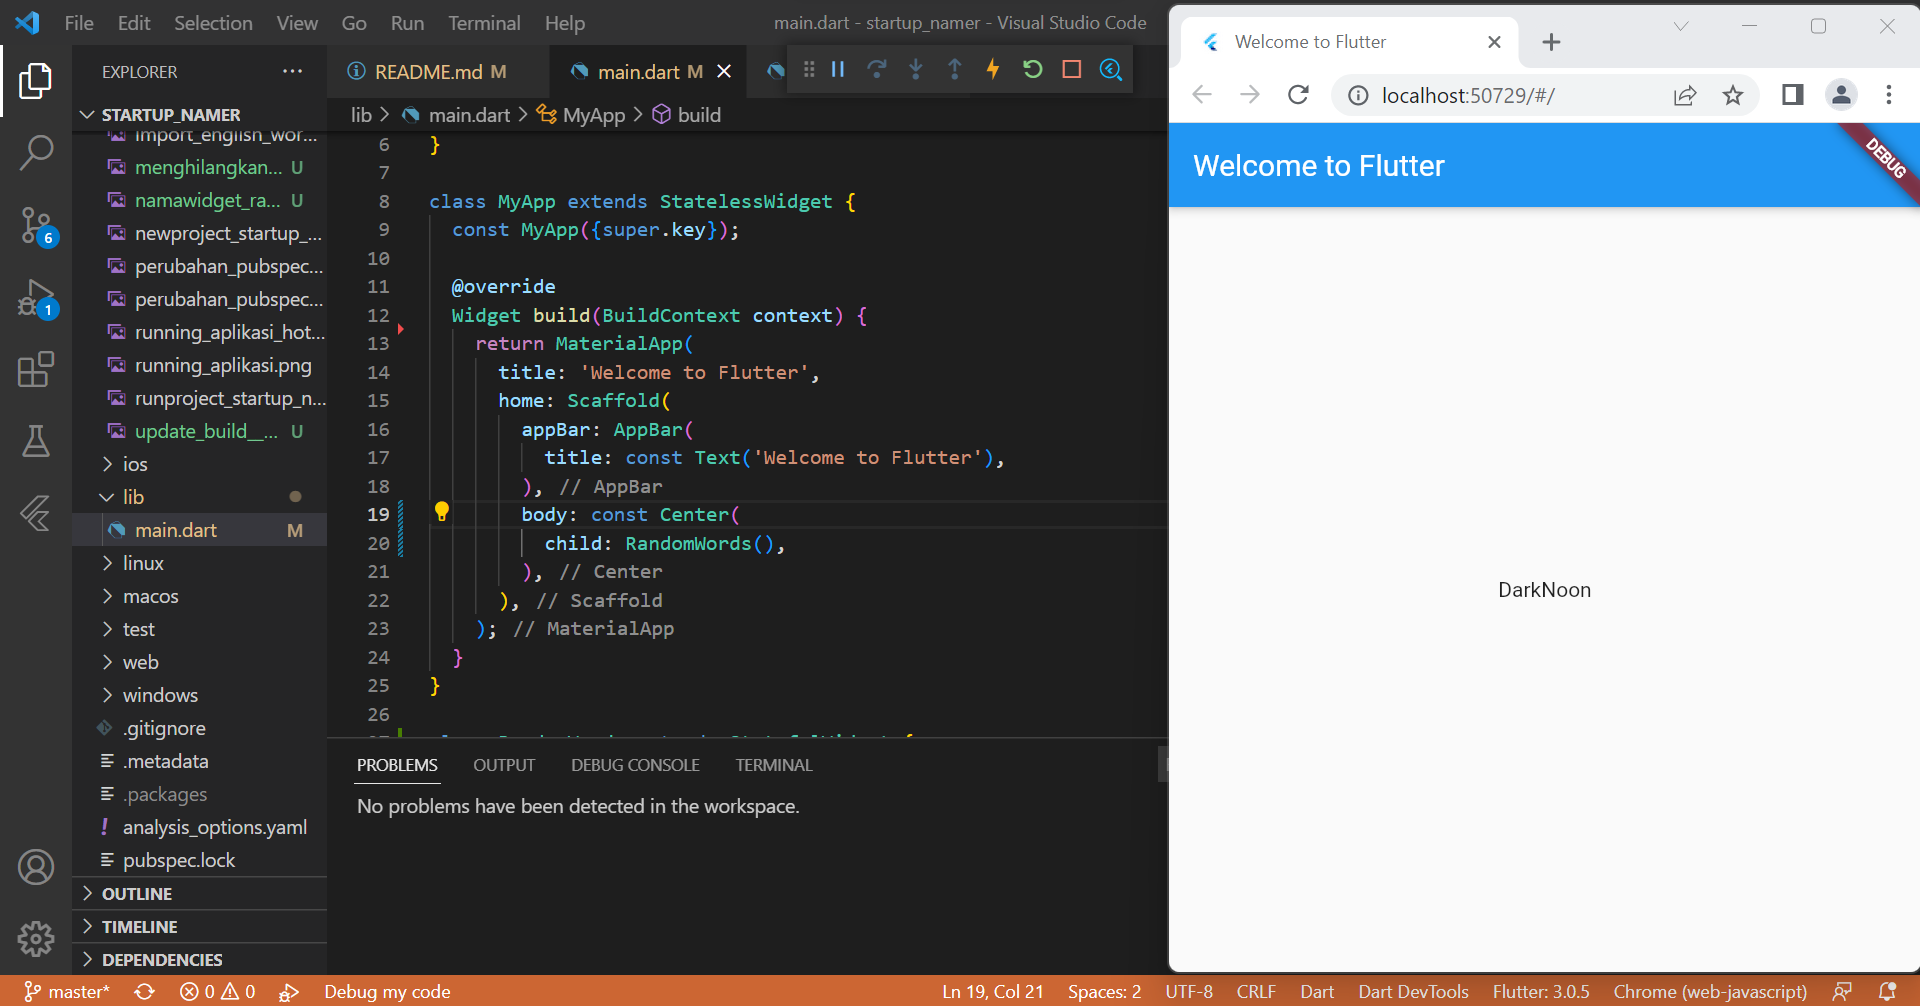 File Edit Selection View Go Run Terminal Help
main.dart - startup_namer - Visual Studio Code
EXPLORER
STARTUP_NAMER
import_english_wor...
menghilangkan... U
namawidget_ra... U
newproject_startup_...
perubahan_pubspec...
perubahan_pubspec...
running_aplikasi_hot...
running_aplikasi.png
runproject_startup_n...
update_build__... U
ios
lib
main.dart M
linux
macos
test
web
windows
.gitignore
.metadata
.packages
analysis_options.yaml
pubspec.lock
OUTLINE
TIMELINE
DEPENDENCIES
6
1
README.md M
main.dart M
lib > main.dart > MyApp > build
6 }
7
8 class MyApp extends StatelessWidget {
9 const MyApp({super.key});
10
11 @override
12 Widget build(BuildContext context) {
13 return MaterialApp(
14 title: 'Welcome to Flutter',
15 home: Scaffold(
16 appBar: AppBar(
17 title: const Text('Welcome to Flutter'),
18 ), // AppBar
19 body: const Center(
20 child: RandomWords(),
21 ), // Center
22 ), // Scaffold
23 ); // MaterialApp
24 }
25 }
26
PROBLEMS OUTPUT DEBUG CONSOLE TERMINAL
No problems have been detected in the workspace.
Welcome to Flutter
localhost:50729/#/
Welcome to Flutter
DEBUG
DarkNoon
master* 0 0 Debug my code Ln 19, Col 21 Spaces: 2 UTF-8 CRLF Dart Dart DevTools Flutter: 3.0.5 Chrome (web-javascript)